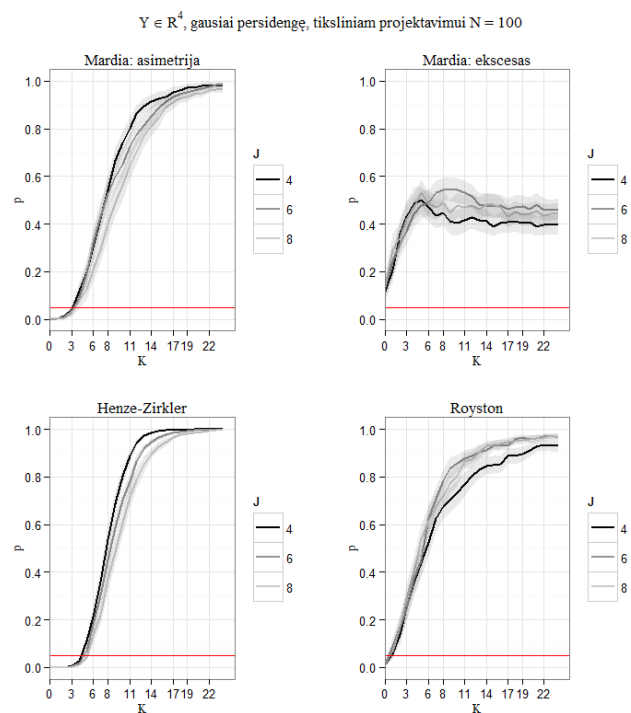 Y ∈ R⁴, gausiai persidengę, tiksliniam projektavimui N = 100
Mardia: asimetrija
1.0
0.8
0.6
0.4
0.2
0.0
p
0 3 6 8 11 14 17 19 22
K
J
4
6
8
Mardia: ekscesas
1.0
0.8
0.6
0.4
0.2
0.0
p
0 3 6 8 11 14 17 19 22
K
J
4
6
8
Henze-Zirkler
1.0
0.8
0.6
0.4
0.2
0.0
p
0 3 6 8 11 14 17 19 22
K
J
4
6
8
Royston
1.0
0.8
0.6
0.4
0.2
0.0
p
0 3 6 8 11 14 17 19 22
K
J
4
6
8